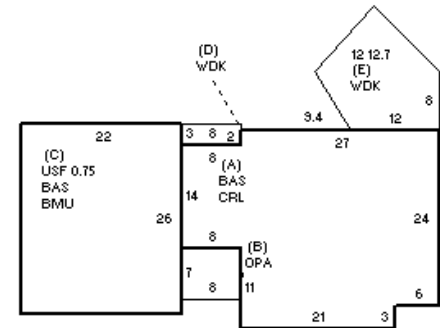 (D)
WDK
12 12.7
(E)
WDK
8
9.4
12
22
3 8 2
27
(C)
USF 0.75
BAS
BMU
8
(A)
BAS
CRL
14
26
24
8
(B)
OPA
7
8
11
6
21
3